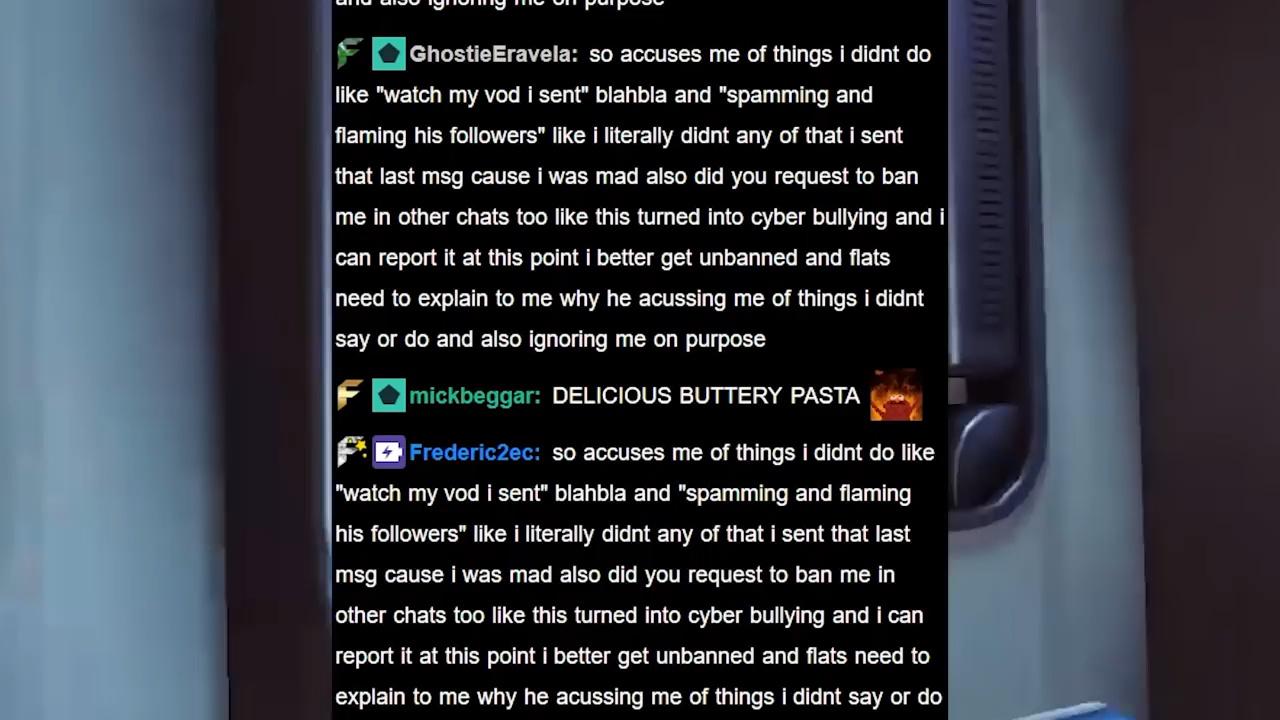 and also ignoring me on purpose
GhostieEravela: so accuses me of things i didnt do
like "watch my vod i sent" blahbla and "spamming and
flaming his followers" like i literally didnt any of that i sent
that last msg cause i was mad also did you request to ban
me in other chats too like this turned into cyber bullying and i
can report it at this point i better get unbanned and flats
need to explain to me why he acussing me of things i didnt
say or do and also ignoring me on purpose
mickbeggar: DELICIOUS BUTTERY PASTA
Frederic2ec: so accuses me of things i didnt do like
"watch my vod i sent" blahbla and "spamming and flaming
his followers" like i literally didnt any of that i sent that last
msg cause i was mad also did you request to ban me in
other chats too like this turned into cyber bullying and i can
report it at this point i better get unbanned and flats need to
explain to me why he acussing me of things i didnt say or do